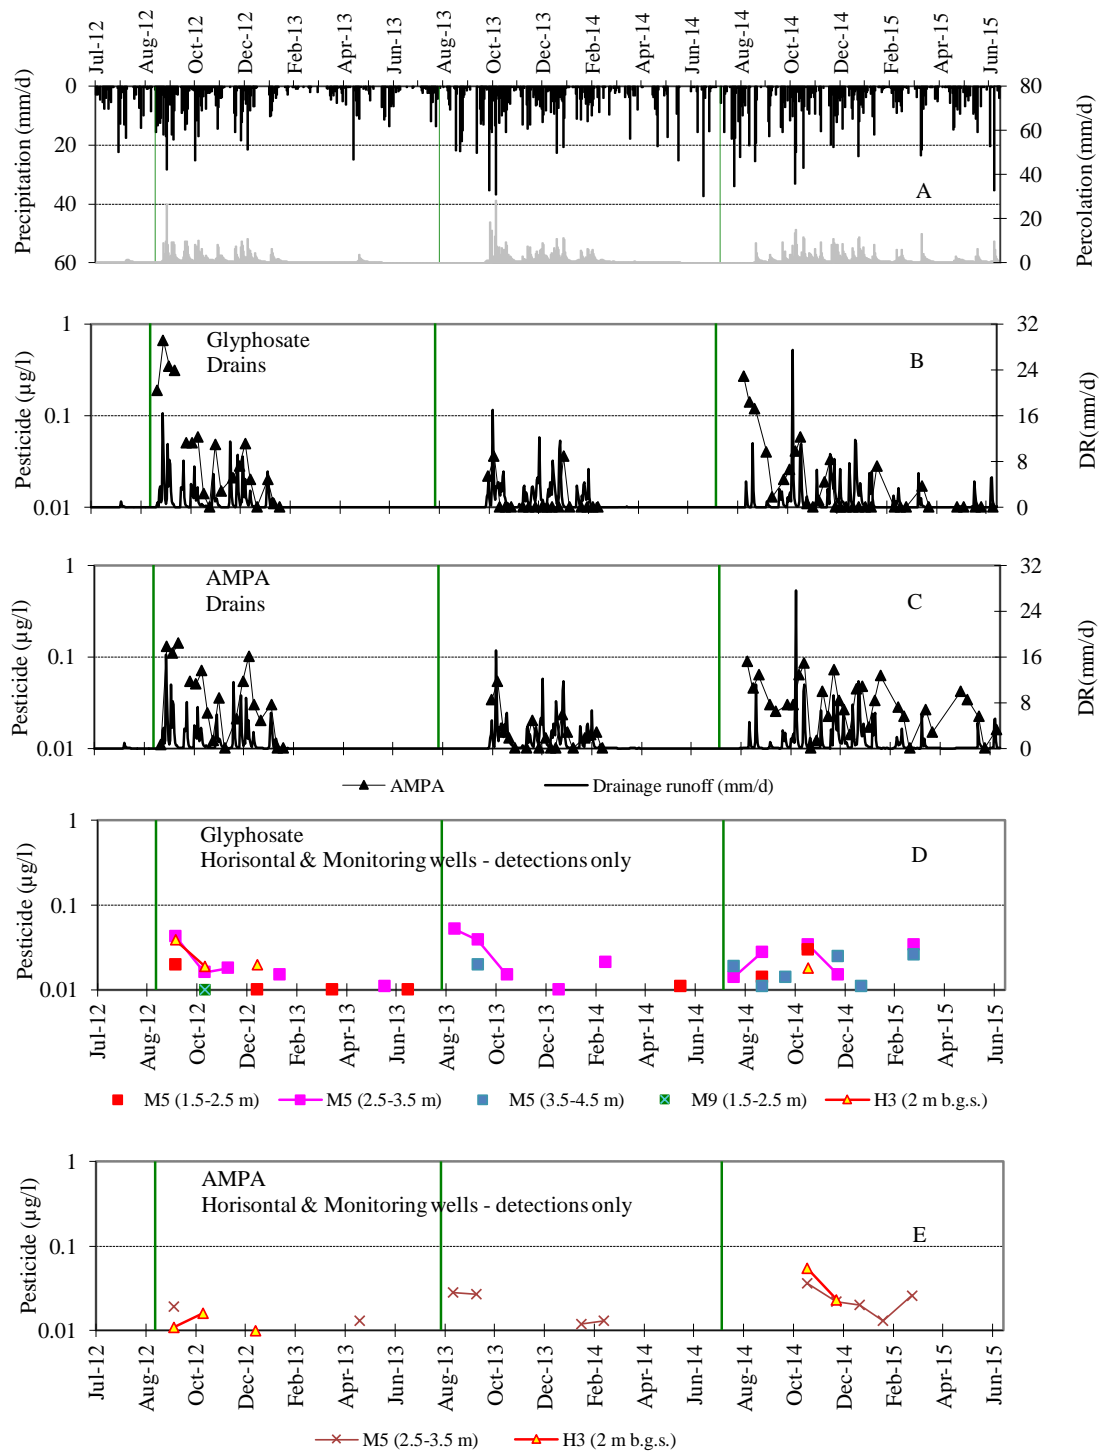 Jul-12 Aug-12 Oct-12 Dec-12 Feb-13 Apr-13 Jun-13 Aug-13 Oct-13 Dec-13 Feb-14 Apr-14 Jun-14 Aug-14 Oct-14 Dec-14 Feb-15 Apr-15 Jun-15
Precipitation (mm/d)
0
20
40
60
A
80
60
40
20
0
Percolation (mm/d)
Pesticide (µg/l)
1
0.1
0.01
Glyphosate
Drains
B
32
24
16
8
0
DR(mm/d)
Pesticide (µg/l)
1
0.1
0.01
AMPA
Drains
C
32
24
16
8
0
DR(mm/d)
AMPA Drainage runoff (mm/d)
Pesticide (µg/l)
1
0.1
0.01
Glyphosate
Horisontal & Monitoring wells - detections only
D
Jul-12 Aug-12 Oct-12 Dec-12 Feb-13 Apr-13 Jun-13 Aug-13 Oct-13 Dec-13 Feb-14 Apr-14 Jun-14 Aug-14 Oct-14 Dec-14 Feb-15 Apr-15 Jun-15
M5 (1.5-2.5 m) M5 (2.5-3.5 m) M5 (3.5-4.5 m) M9 (1.5-2.5 m) H3 (2 m b.g.s.)
Pesticide (µg/l)
1
0.1
0.01
AMPA
Horisontal & Monitoring wells - detections only
E
Jul-12 Aug-12 Oct-12 Dec-12 Feb-13 Apr-13 Jun-13 Aug-13 Oct-13 Dec-13 Feb-14 Apr-14 Jun-14 Aug-14 Oct-14 Dec-14 Feb-15 Apr-15 Jun-15
M5 (2.5-3.5 m) H3 (2 m b.g.s.)